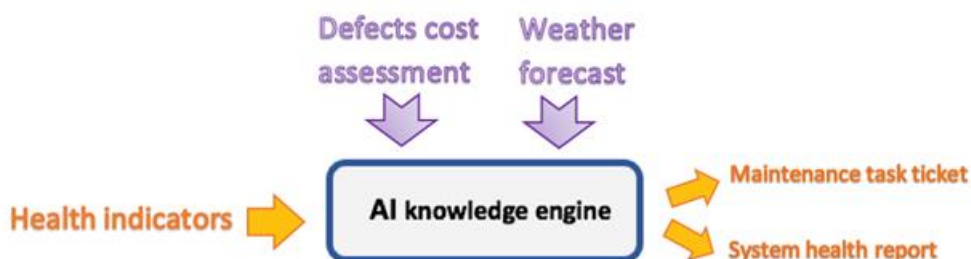 Defects cost
assessment
Weather
forecast
Maintenance task ticket
AI knowledge engine
Health indicators
System health report